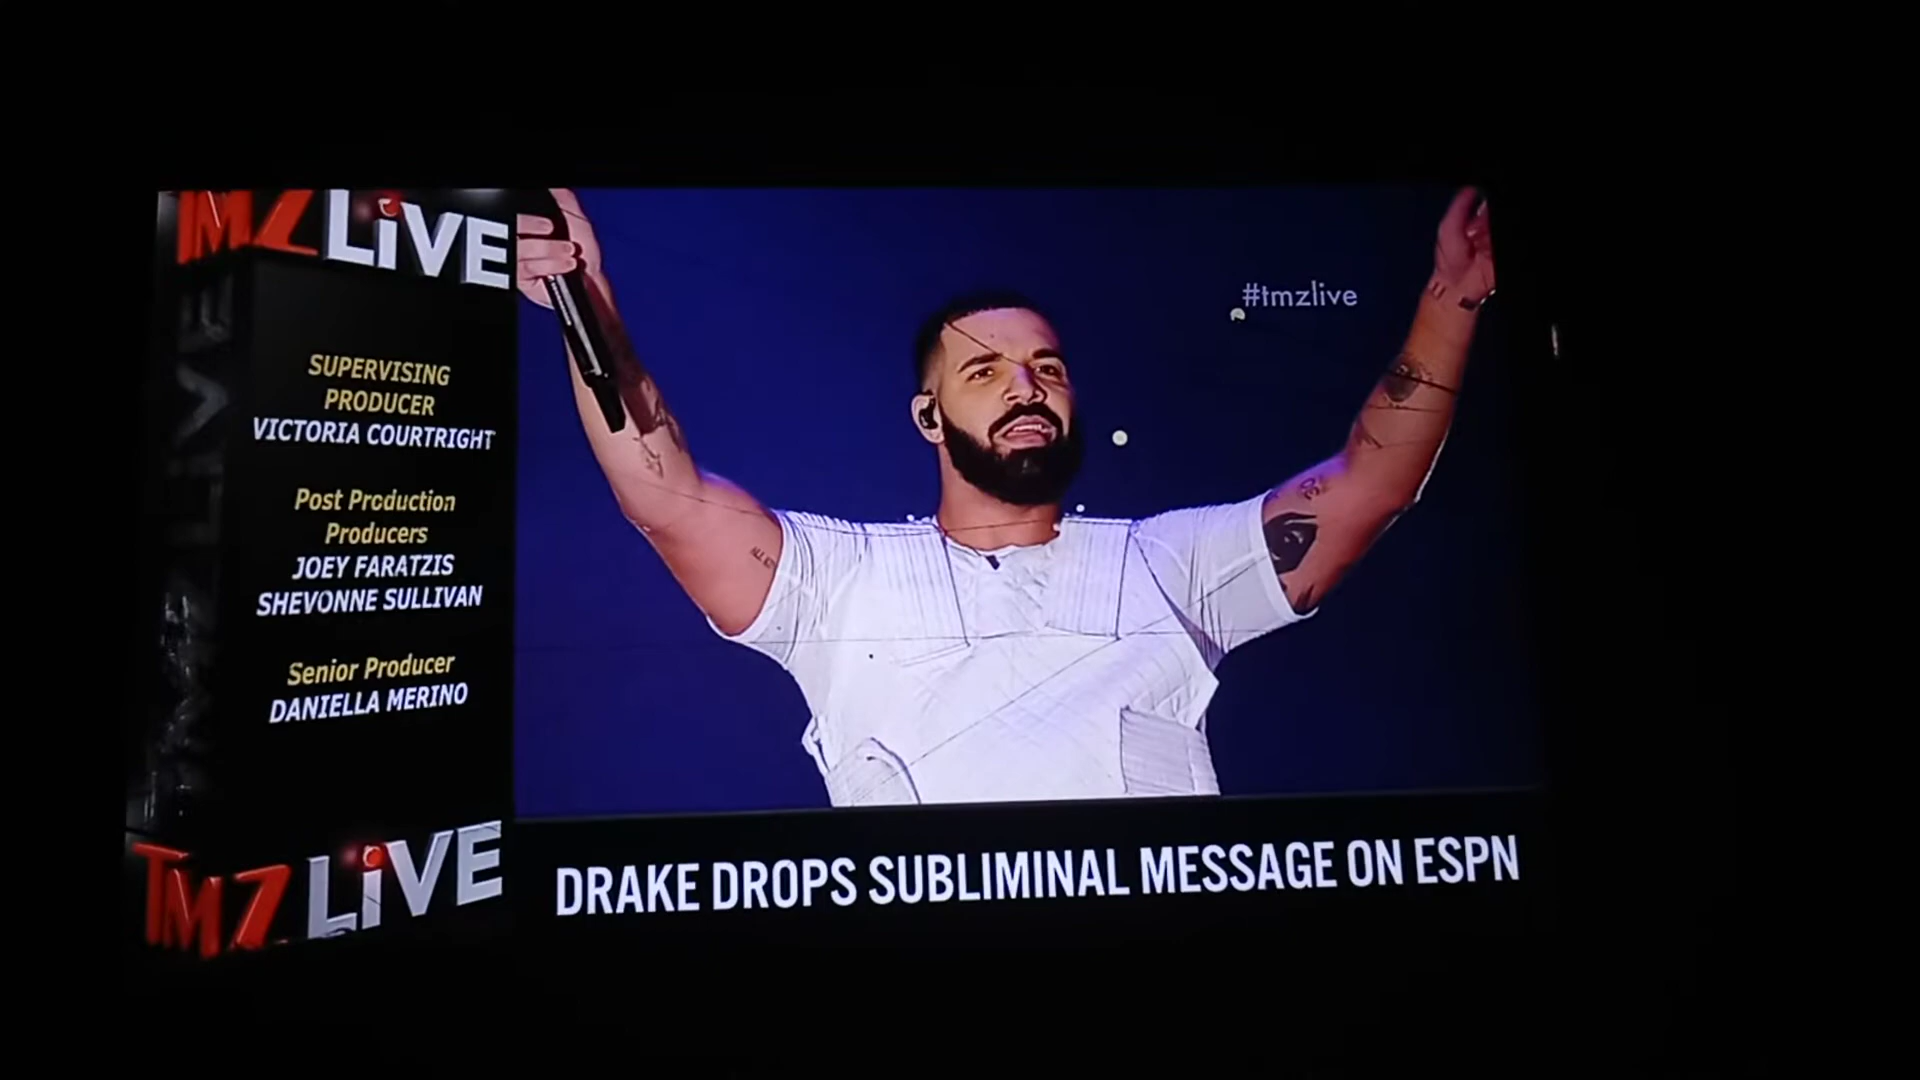 TMZ LiVE
SUPERVISING
PRODUCER
VICTORIA COURTRIGHT
Post Production
Producers
JOEY FARATZIS
SHEVONNE SULLIVAN
Senior Producer
DANIELLA MERINO
TMZ LiVE
#tmzlive
DRAKE DROPS SUBLIMINAL MESSAGE ON ESPN